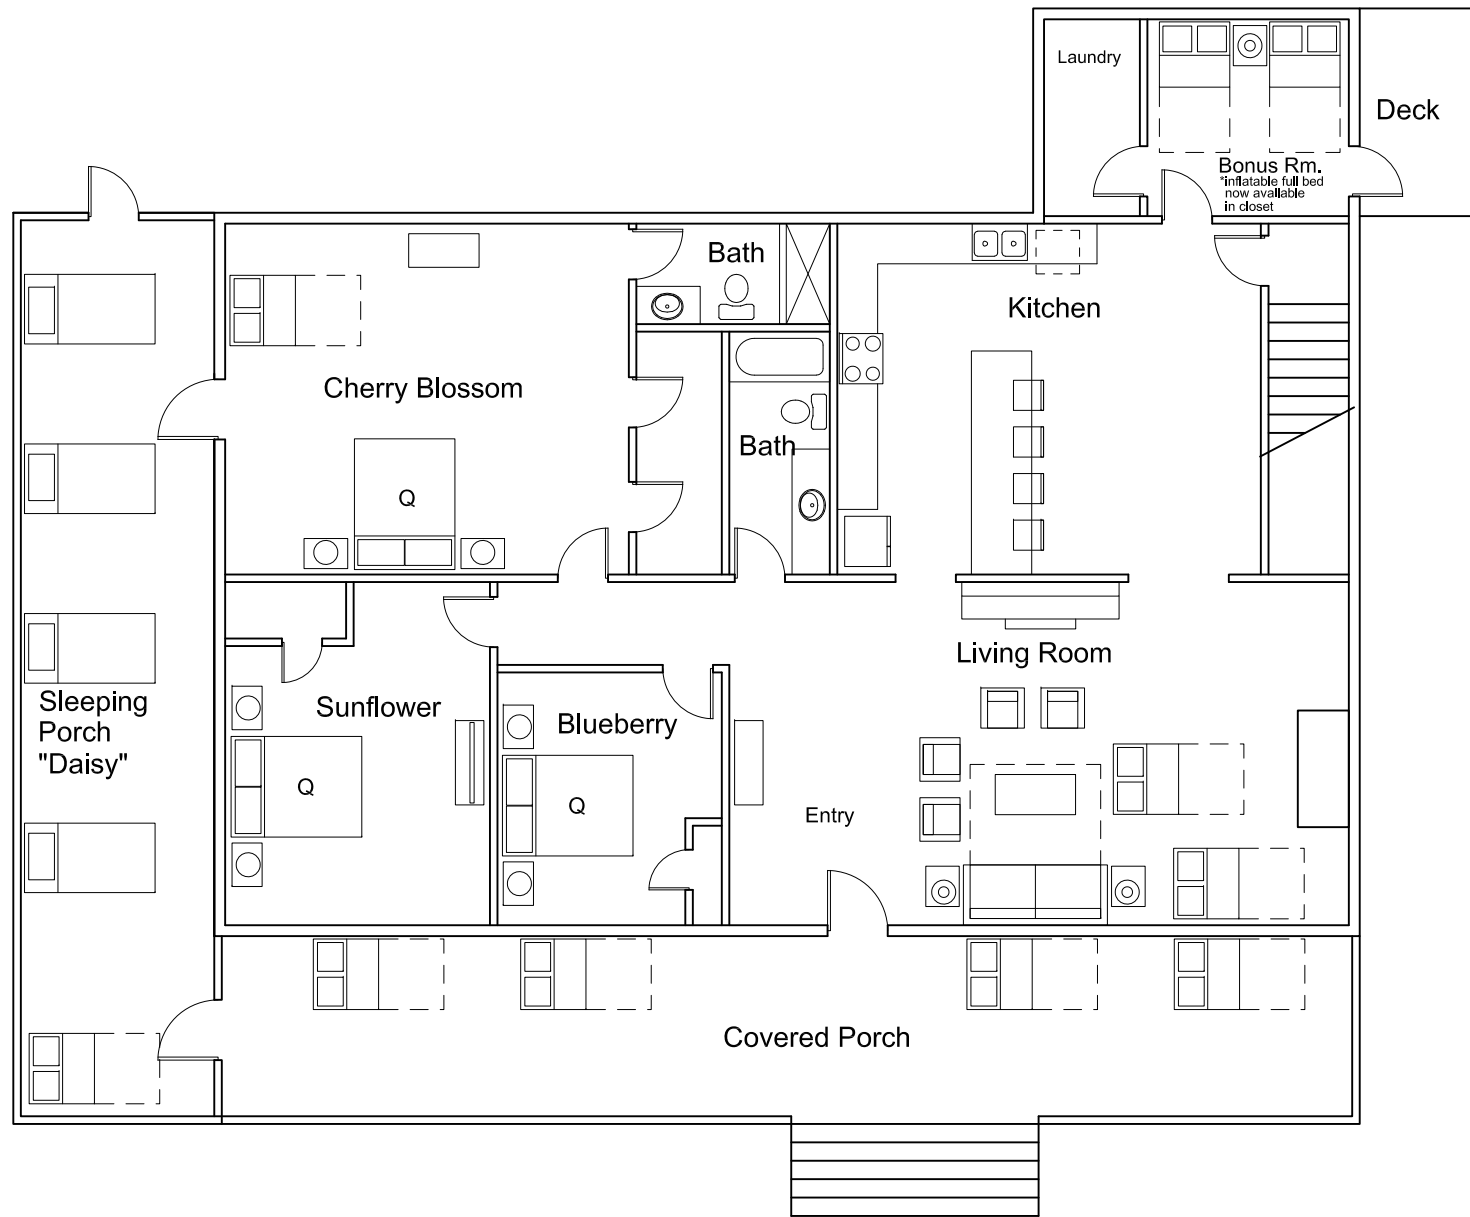 Laundry
Deck
Bonus Rm.
*inflatable full bed
now available
in closet
Bath
Kitchen
Cherry Blossom
Bath
Q
Living Room
Sleeping
Porch
"Daisy"
Sunflower
Blueberry
Q
Q
Entry
Covered Porch